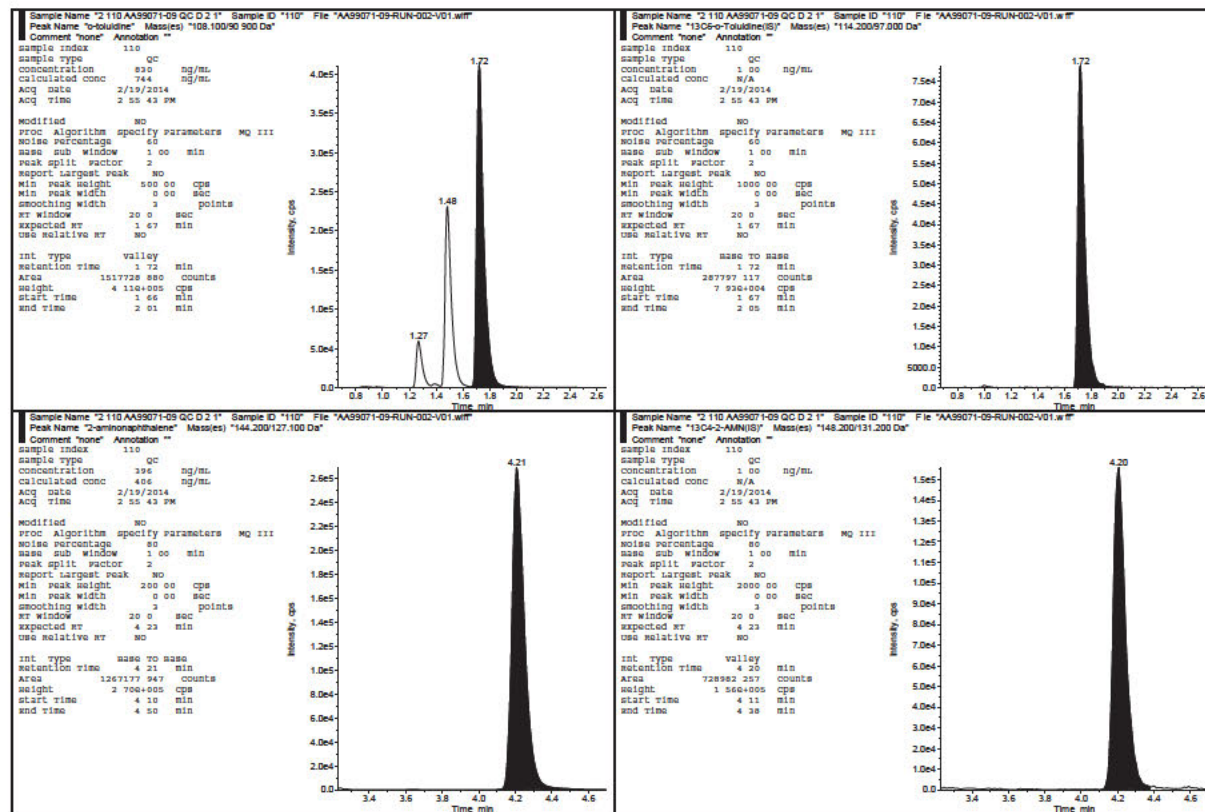 Sample Name "2 110 AA99071-09 QC D 2 1" Sample ID "110" File "AA99071-09-RUN-002-V01.wiff"
Peak Name "o-toluidine" Mass(es) "108.100/90 900 Da"
Comment "none" Annotation ""
Sample Index 110
Sample Type QC
Concentration 830 ng/mL
Calculated Conc 744 ng/mL
Acq Date 2/19/2014
Acq Time 2 55 43 PM
Modified NO
Proc Algorithm Specify Parameters MQ III
Noise Percentage 60
Base Sub Window 1 00 min
Peak Split Factor 2
Report Largest Peak NO
Min Peak Height 500 00 cps
Min Peak Width 0 00 sec
Smoothing Width 3 points
RT Window 20 0 sec
Expected RT 1 67 min
Use Relative RT NO
Int Type Valley
Retention Time 1 72 min
Area 1517728 880 counts
Height 4 11e+005 cps
Start Time 1 66 min
End Time 2 01 min
1.72
1.48
1.27
Intensity, cps
4.0e5
3.5e5
3.0e5
2.5e5
2.0e5
1.5e5
1.0e5
5.0e4
0.0
0.8 1.0 1.2 1.4 1.6 1.8 2.0 2.2 2.4 2.6
Time min
Sample Name "2 110 AA99071-09 QC D 2 1" Sample ID "110" F le "AA99071-09-RUN-002-V01.w ff"
Peak Name "13C6-o-Toluidine(IS)" Mass(es) "114.200/97.000 Da"
Comment "none" Annotation ""
Sample Index 110
Sample Type QC
Concentration 1 00 ng/mL
Calculated Conc N/A
Acq Date 2/19/2014
Acq Time 2 55 43 PM
Modified NO
Proc Algorithm Specify Parameters MQ III
Noise Percentage 60
Base Sub Window 1 00 min
Peak Split Factor 2
Report Largest Peak NO
Min Peak Height 1000 00 cps
Min Peak Width 0 00 sec
Smoothing Width 3 points
RT Window 20 0 sec
Expected RT 1 67 min
Use Relative RT NO
Int Type Base To Base
Retention Time 1 72 min
Area 287797 117 counts
Height 7 93e+004 cps
Start Time 1 67 min
End Time 2 05 min
1.72
Intensity, cps
7.5e4
7.0e4
6.5e4
6.0e4
5.5e4
5.0e4
4.5e4
4.0e4
3.5e4
3.0e4
2.5e4
2.0e4
1.5e4
1.0e4
5000.0
0.0
0.8 1.0 1.2 1.4 1.6 1.8 2.0 2.2 2.4 2.6
Time min
Sample Name "2 110 AA99071-09 QC D 2 1" Sample ID "110" File "AA99071-09-RUN-002-V01.wiff"
Peak Name "2-aminonaphthalene" Mass(es) "144.200/127.100 Da"
Comment "none" Annotation ""
Sample Index 110
Sample Type QC
Concentration 396 ng/mL
Calculated Conc 406 ng/mL
Acq Date 2/19/2014
Acq Time 2 55 43 PM
Modified NO
Proc Algorithm Specify Parameters MQ III
Noise Percentage 80
Base Sub Window 1 00 min
Peak Split Factor 2
Report Largest Peak NO
Min Peak Height 200 00 cps
Min Peak Width 0 00 sec
Smoothing Width 3 points
RT Window 20 0 sec
Expected RT 4 23 min
Use Relative RT NO
Int Type Base To Base
Retention Time 4 21 min
Area 1267177 947 counts
Height 2 70e+005 cps
Start Time 4 10 min
End Time 4 50 min
4.21
Intensity, cps
2.6e5
2.4e5
2.2e5
2.0e5
1.8e5
1.6e5
1.4e5
1.2e5
1.0e5
8.0e4
6.0e4
4.0e4
2.0e4
0.0
3.4 3.6 3.8 4.0 4.2 4.4 4.6
Time min
Sample Name "2 110 AA99071-09 QC D 2 1" Sample ID "110" F le "AA99071-09-RUN-002-V01.wiff"
Peak Name "13C4-2-AMN(IS)" Mass(es) "148.200/131.200 Da"
Comment "none" Annotation ""
Sample Index 110
Sample Type QC
Concentration 1 00 ng/mL
Calculated Conc N/A
Acq Date 2/19/2014
Acq Time 2 55 43 PM
Modified NO
Proc Algorithm Specify Parameters MQ III
Noise Percentage 80
Base Sub Window 1 00 min
Peak Split Factor 2
Report Largest Peak NO
Min Peak Height 2000 00 cps
Min Peak Width 0 00 sec
Smoothing Width 3 points
RT Window 20 0 sec
Expected RT 4 23 min
Use Relative RT NO
Int Type Valley
Retention Time 4 20 min
Area 728982 257 counts
Height 1 56e+005 cps
Start Time 4 11 min
End Time 4 38 min
4.20
Intensity, cps
1.5e5
1.4e5
1.3e5
1.2e5
1.1e5
1.0e5
9.0e4
8.0e4
7.0e4
6.0e4
5.0e4
4.0e4
3.0e4
2.0e4
1.0e4
0.0
3.4 3.6 3.8 4.0 4.2 4.4 4.6
Time min